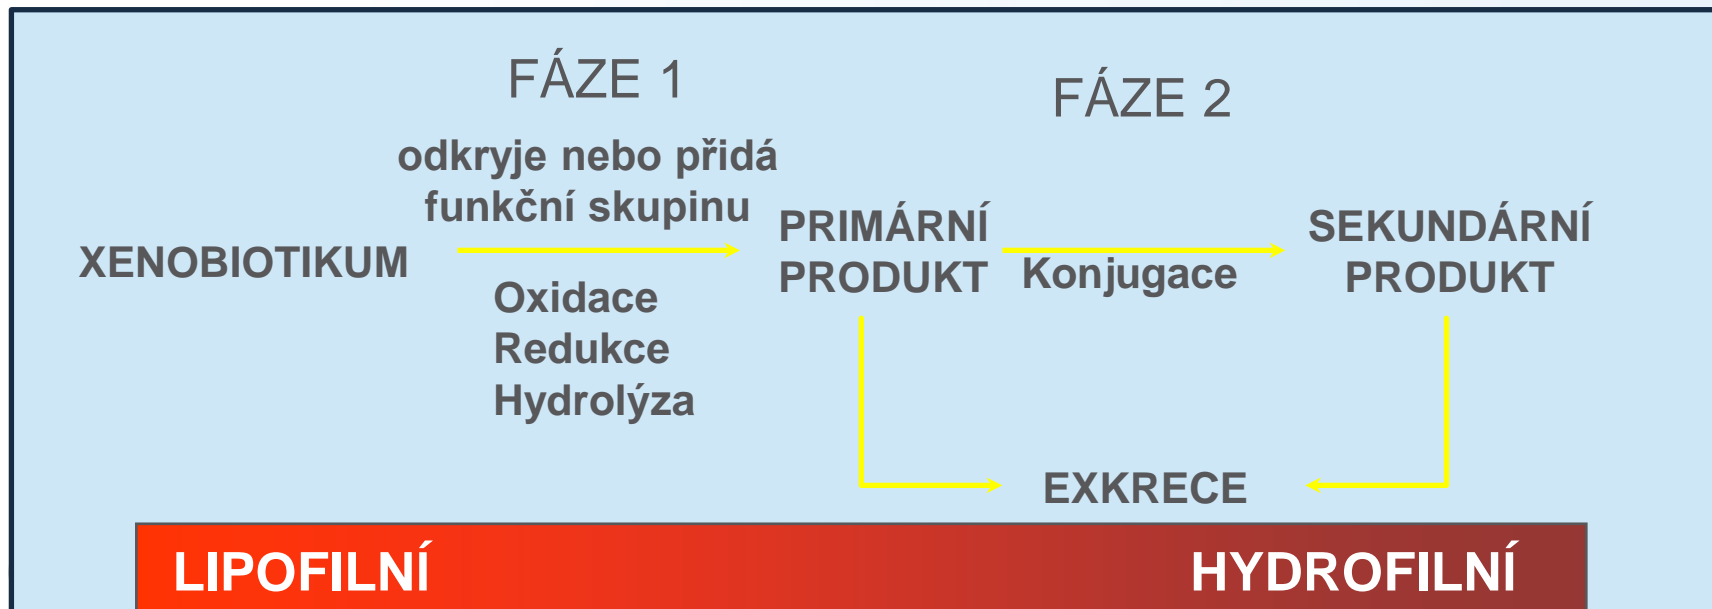 FÁZE 1
FÁZE 2
odkryje nebo přidá
funkční skupinu
XENOBIOTIKUM
PRIMÁRNÍ
PRODUKT
Konjugace
SEKUNDÁRNÍ
PRODUKT
Oxidace
Redukce
Hydrolýza
EXKRECE
LIPOFILNÍ
HYDROFILNÍ